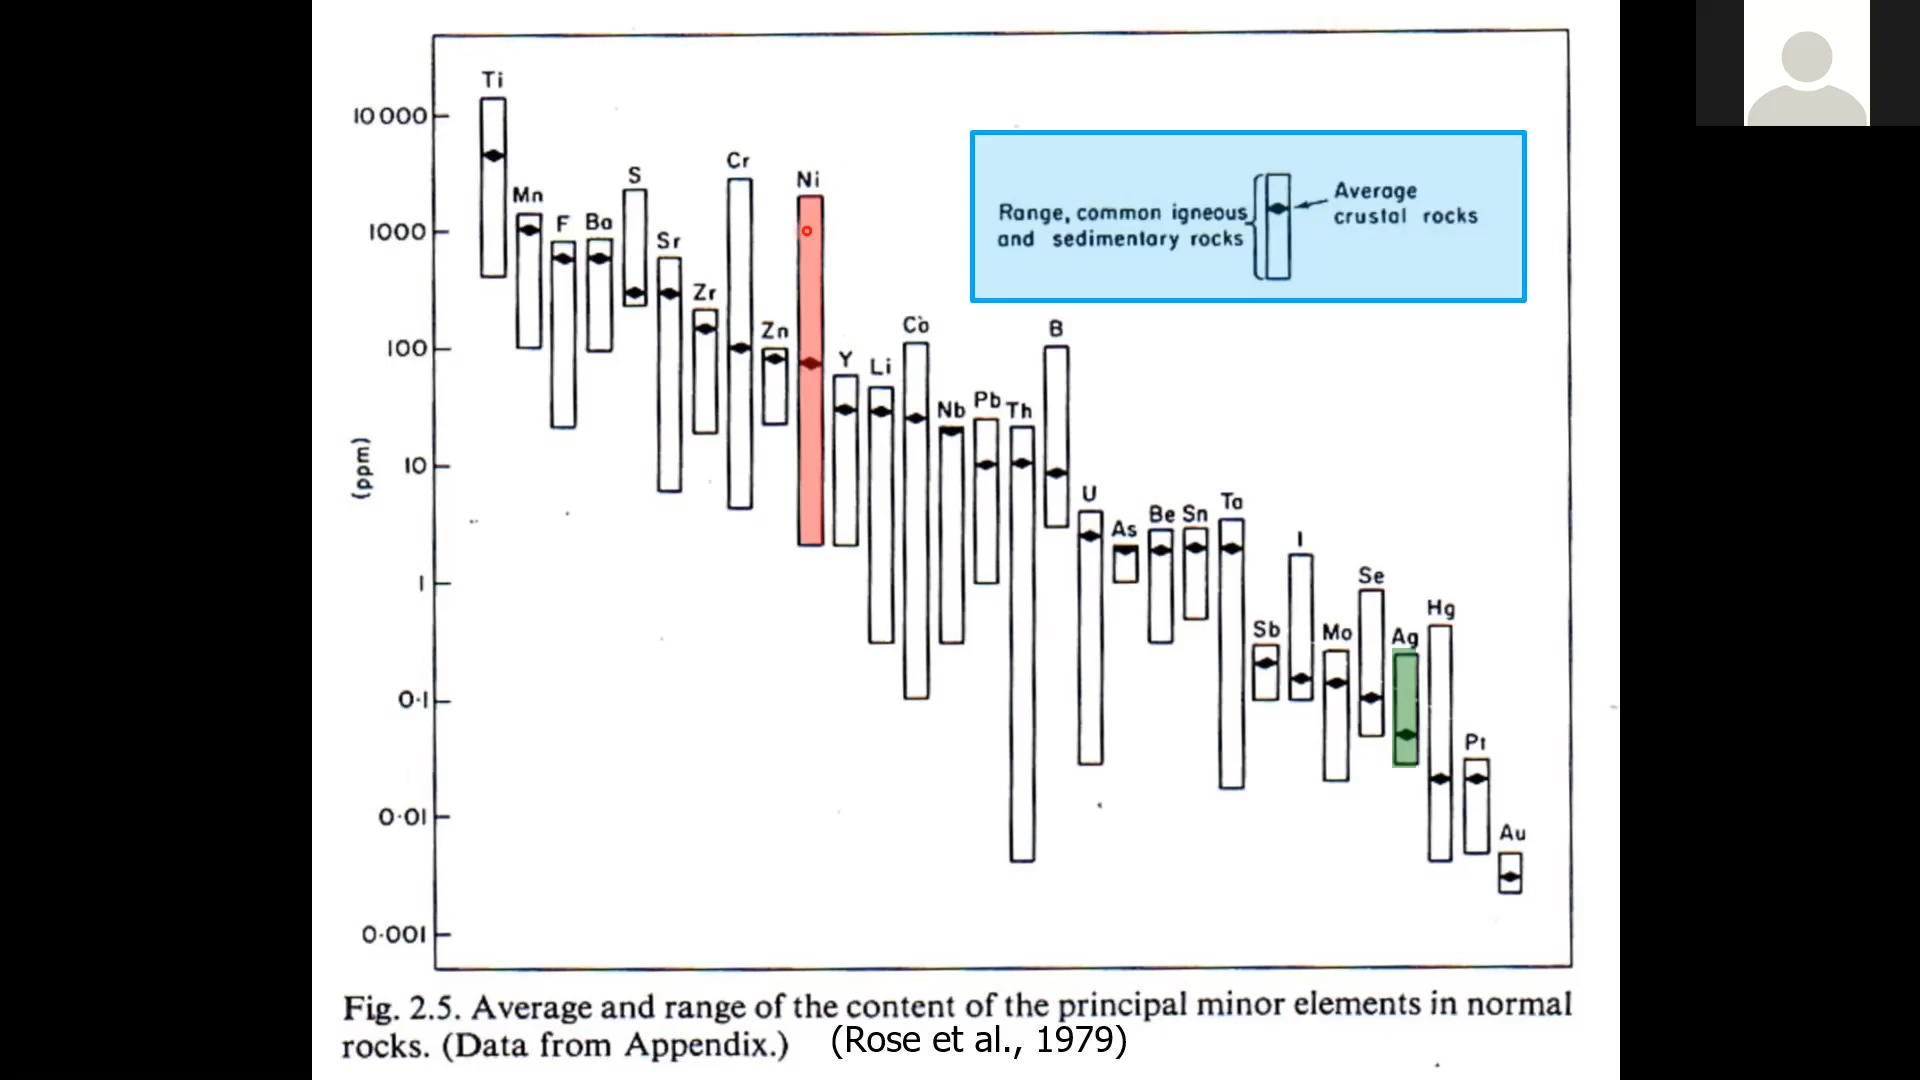 Ti
10 000
Cr
S
Ni
Mn
F
Ba
Average
crustal rocks
Range, common igneous
and sedimentary rocks
1000
Sr
Zr
Zn
Co
B
100
Y
Li
Nb
Pb
Th
(ppm)
10
U
As
Be
Sn
Ta
I
1
Se
Hg
Sb
Mo
Ag
0·1
Pt
0·01
Au
0·001
Fig. 2.5. Average and range of the content of the principal minor elements in normal
rocks. (Data from Appendix.) (Rose et al., 1979)